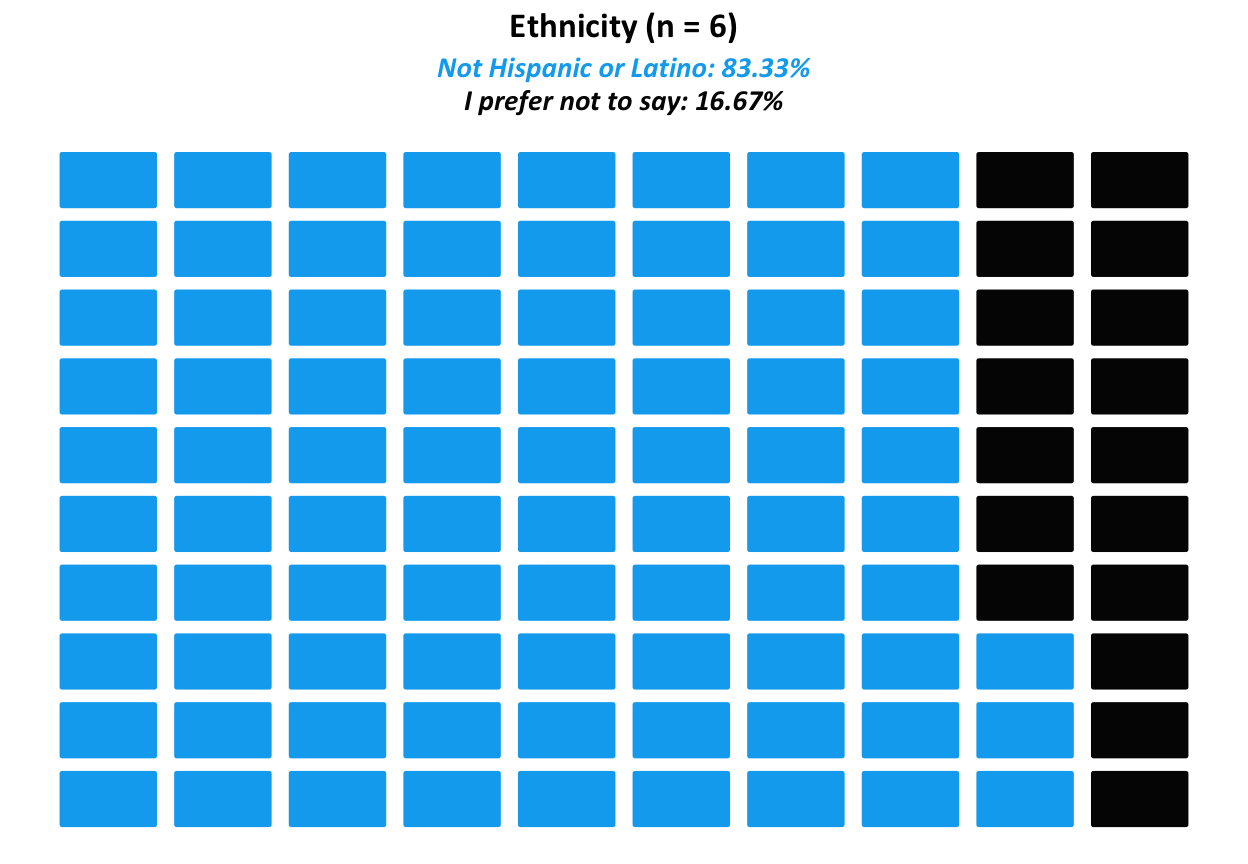 Ethnicity (n = 6)
Not Hispanic or Latino: 83.33%
I prefer not to say: 16.67%